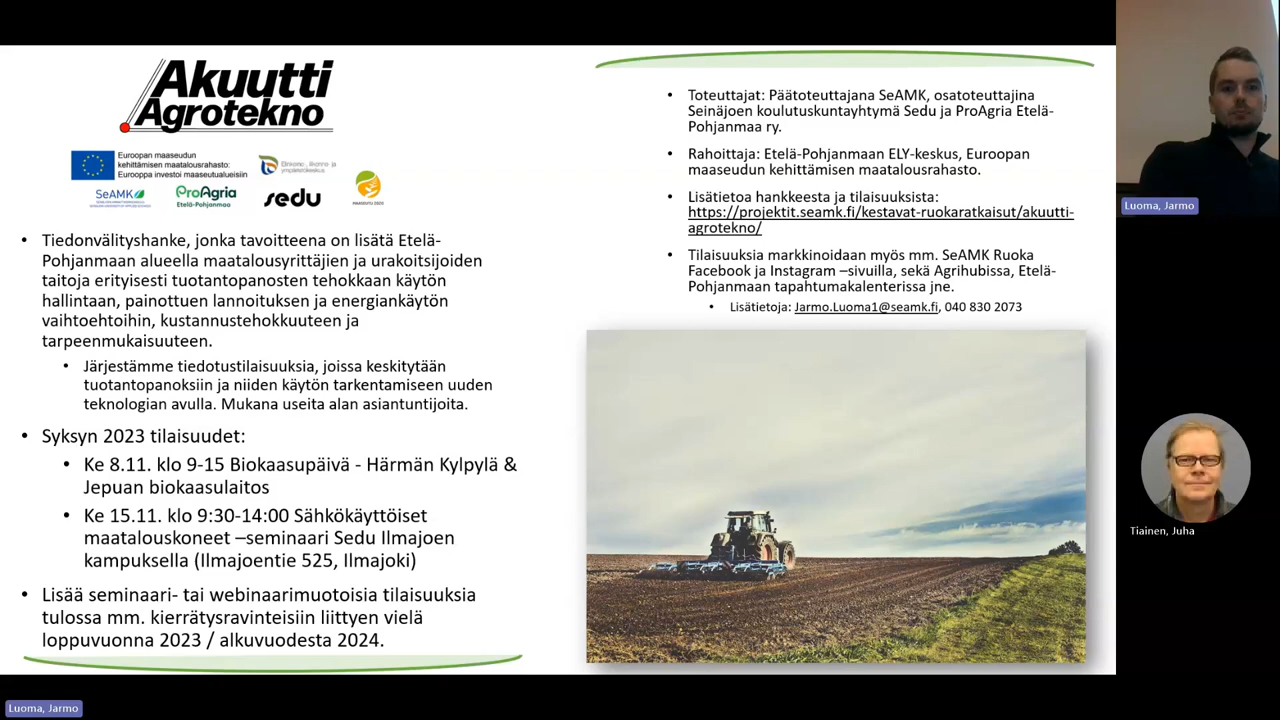 Akuutti
Agrotekno
Euroopan maaseudun
kehittämisen maatalousrahasto:
Eurooppa investoi maaseutualueisiin
Elinkeino-, liikenne- ja
ympäristökeskus
SeAMK
ProAgria
Etelä-Pohjanmaa
sedu
• Tiedonvälityshanke, jonka tavoitteena on lisätä Etelä-
Pohjanmaan alueella maatalousyrittäjien ja urakoitsijoiden
taitoja erityisesti tuotantopanosten tehokkaan käytön
hallintaan, painottuen lannoituksen ja energiankäytön
vaihtoehtoihin, kustannustehokkuuteen ja
tarpeenmukaisuuteen.
• Järjestämme tiedotustilaisuuksia, joissa keskitytään
tuotantopanoksiin ja niiden käytön tarkentamiseen uuden
teknologian avulla. Mukana useita alan asiantuntijoita.
• Syksyn 2023 tilaisuudet:
• Ke 8.11. klo 9-15 Biokaasupäivä - Härmän Kylpylä &
Jepuan biokaasulaitos
• Ke 15.11. klo 9:30-14:00 Sähkökäyttöiset
maatalouskoneet –seminaari Sedu Ilmajoen
kampuksella (Ilmajoentie 525, Ilmajoki)
• Lisää seminaari- tai webinaarimuotoisia tilaisuuksia
tulossa mm. kierrätysravinteisiin liittyen vielä
loppuvuonna 2023 / alkuvuodesta 2024.
• Toteuttajat: Päätoteuttajana SeAMK, osatoteuttajina
Seinäjoen koulutuskuntayhtymä Sedu ja ProAgria Etelä-
Pohjanmaa ry.
• Rahoittaja: Etelä-Pohjanmaan ELY-keskus, Euroopan
maaseudun kehittämisen maatalousrahasto.
• Lisätietoa hankkeesta ja tilaisuuksista:
https://projektit.seamk.fi/kestavat-ruokaratkaisut/akuutti-
agrotekno/
• Tilaisuuksia markkinoidaan myös mm. SeAMK Ruoka
Facebook ja Instagram –sivuilla, sekä Agrihubissa, Etelä-
Pohjanmaan tapahtumakalenterissa jne.
• Lisätietoja: Jarmo.Luoma1@seamk.fi, 040 830 2073
Luoma, Jarmo
Tiainen, Juha
Luoma, Jarmo